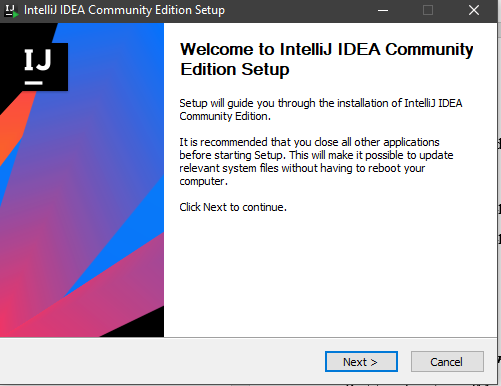 IntelliJ IDEA Community Edition Setup
IJ
Welcome to IntelliJ IDEA Community
Edition Setup
Setup will guide you through the installation of IntelliJ IDEA
Community Edition.
It is recommended that you close all other applications
before starting Setup. This will make it possible to update
relevant system files without having to reboot your
computer.
Click Next to continue.
Next >
Cancel